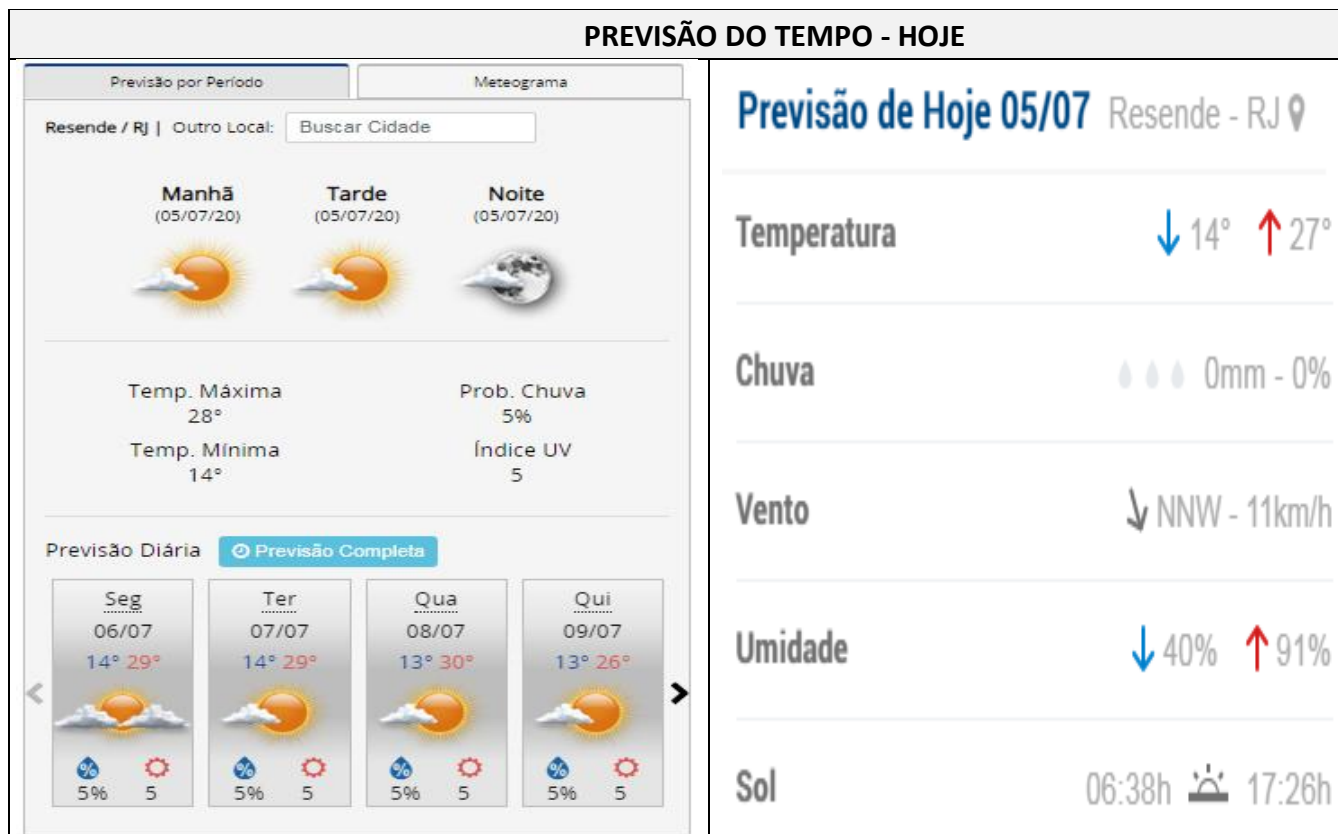 PREVISÃO DO TEMPO - HOJE
Previsão por Período
Meteograma
Resende / RJ | Outro Local: Buscar Cidade
Manhã Tarde Noite
(05/07/20) (05/07/20) (05/07/20)
Temp. Máxima Prob. Chuva
28° 5%
Temp. Mínima Índice UV
14° 5
Previsão Diária Previsão Completa
Seg Ter Qua Qui
06/07 07/07 08/07 09/07
14° 29° 14° 29° 13° 30° 13° 26°
% % % %
5% 5 5% 5 5% 5 5% 5
Previsão de Hoje 05/07 Resende - RJ
Temperatura 14° 27°
Chuva 0mm - 0%
Vento NNW - 11km/h
Umidade 40% 91%
Sol 06:38h 17:26h